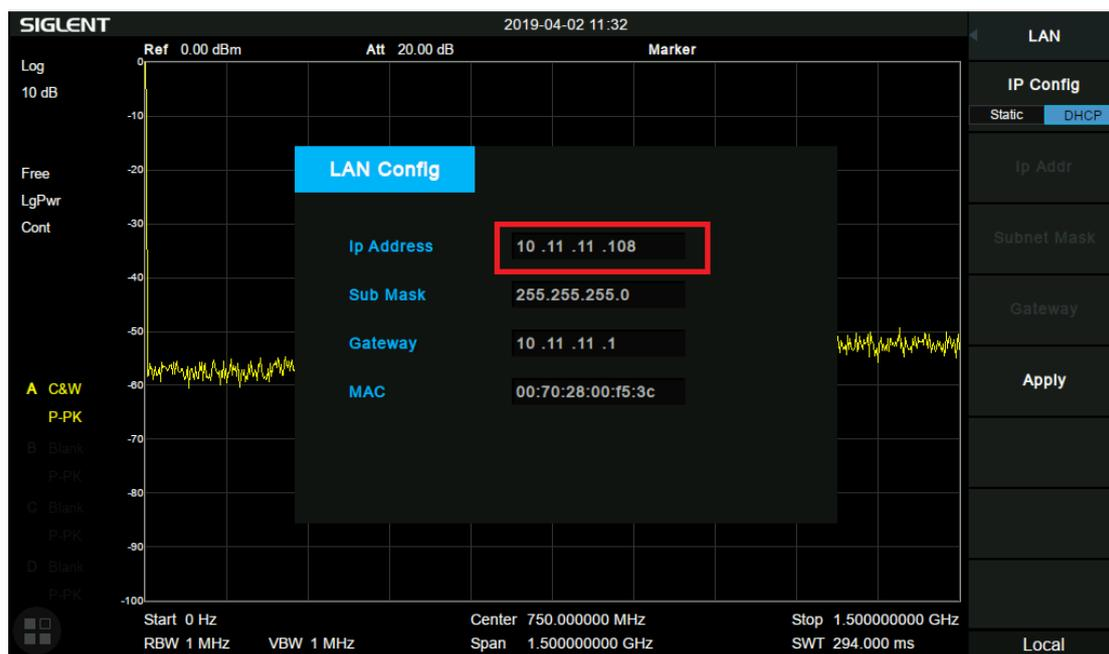 SIGLENT
2019-04-02 11:32
Ref 0.00 dBm Att 20.00 dB Marker
Log
10 dB
Free
LgPwr
Cont
A C&W
P-PK
B Blank
P-PK
C Blank
P-PK
D Blank
P-PK
0
-10
-20
-30
-40
-50
-60
-70
-80
-90
-100
LAN Config
Ip Address 10 .11 .11 .108
Sub Mask 255.255.255.0
Gateway 10 .11 .11 .1
MAC 00:70:28:00:f5:3c
Start 0 Hz Center 750.000000 MHz Stop 1.500000000 GHz
RBW 1 MHz VBW 1 MHz Span 1.500000000 GHz SWT 294.000 ms
LAN
IP Config
Static DHCP
Ip Addr
Subnet Mask
Gateway
Apply
Local